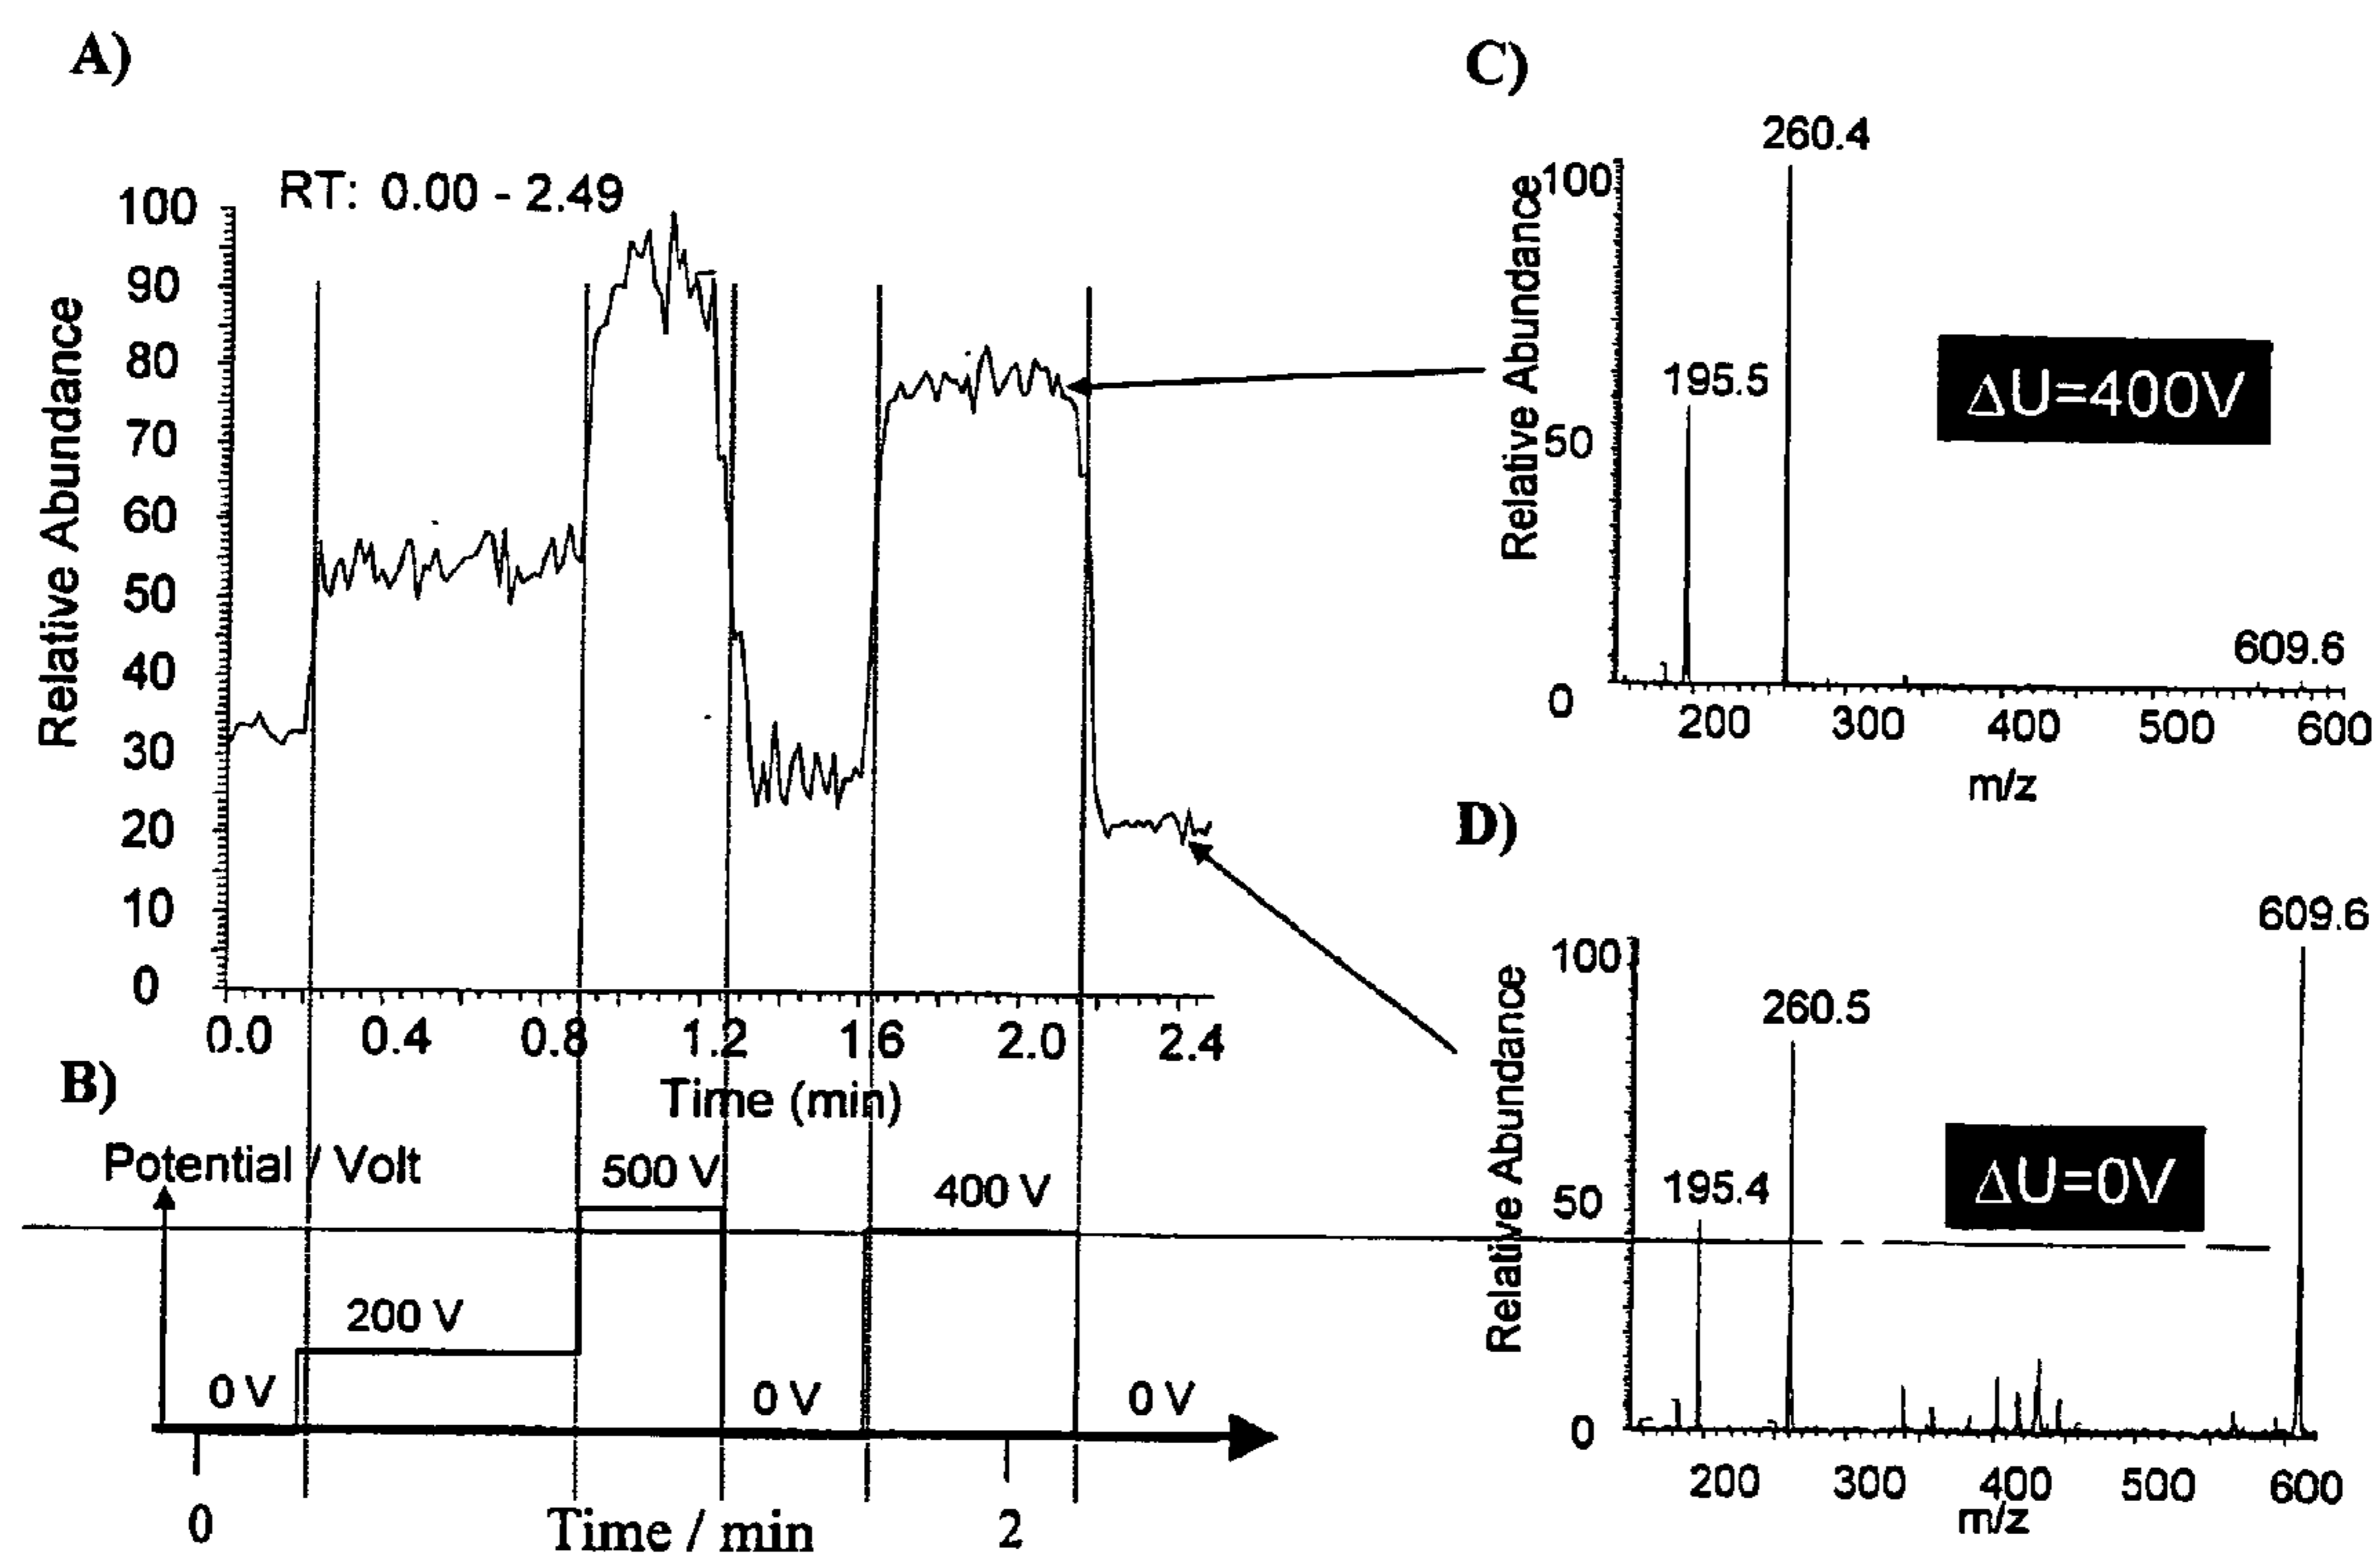 A)
RT: 0.00 - 2.49
Relative Abundance
100
90
80
70
60
50
40
30
20
10
0
0.0 0.4 0.8 1.2 1.6 2.0 2.4
Time (min)
B)
Potential / Volt
500 V
400 V
200 V
0 V 0 V 0 V
0 Time / min 2
C)
260.4
Relative Abundance
100
195.5
ΔU=400V
50
609.6
0
200 300 400 500 600
m/z
D)
609.6
Relative Abundance
100
260.5
195.4
ΔU=0V
50
0
200 300 400 500 600
m/z